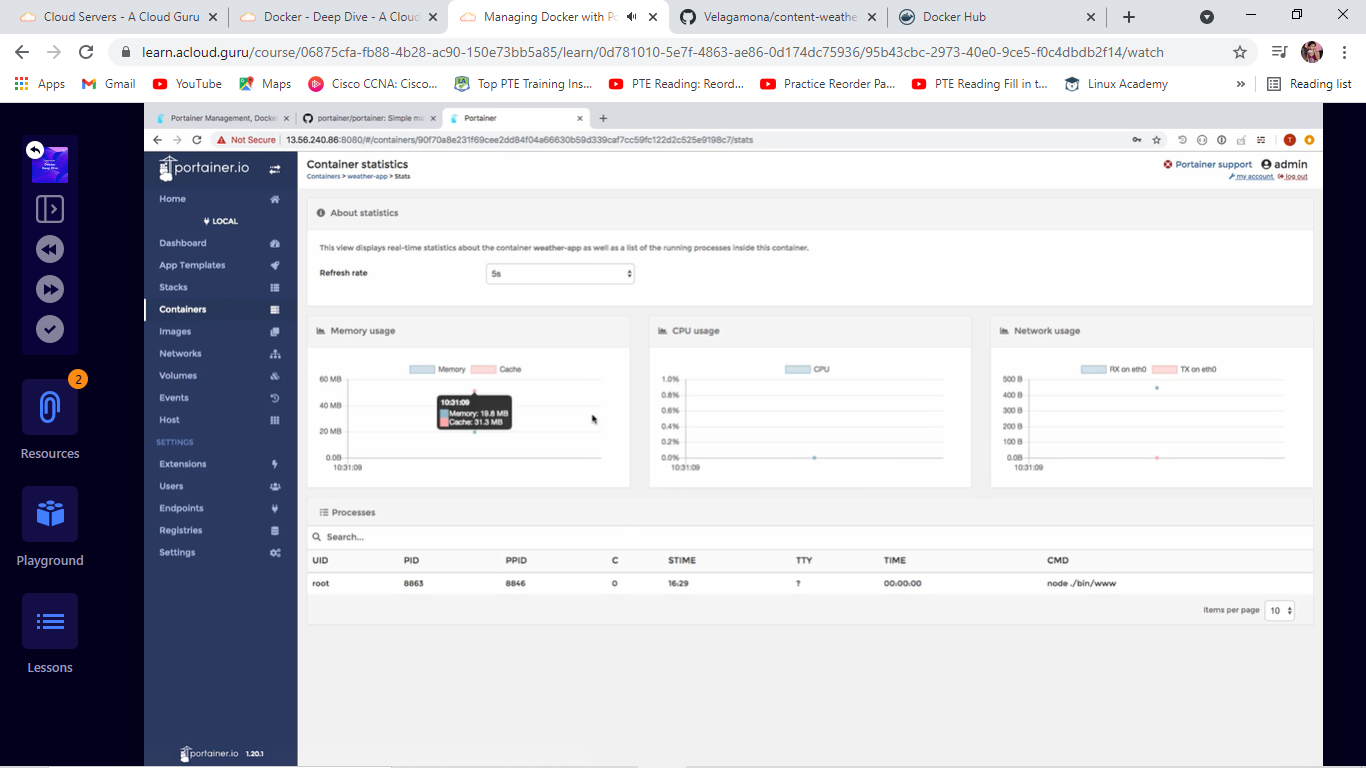 Cloud Servers - A Cloud Guru
Docker - Deep Dive - A Cloud
Managing Docker with Po
Velagamona/content-weathe
Docker Hub
learn.acloud.guru/course/06875cfa-fb88-4b28-ac90-150e73bb5a85/learn/0d781010-5e7f-4863-ae86-0d174dc75936/95b43cbc-2973-40e0-9ce5-f0c4dbdb2f14/watch
Apps
Gmail
YouTube
Maps
Cisco CCNA: Cisco...
Top PTE Training Ins...
PTE Reading: Reord...
Practice Reorder Pa...
PTE Reading Fill in t...
Linux Academy
»
Reading list
2
Resources
Playground
Lessons
Portainer Management, Docke
portainer/portainer: Simple ma
Portainer
Not Secure
13.56.240.86:8080/#/containers/90f70a8e231f69cee2dd84f04a66630b59d339caf7cc59fc122d2c525e9198c7/stats
portainer.io
Home
LOCAL
Dashboard
App Templates
Stacks
Containers
Images
Networks
Volumes
Events
Host
SETTINGS
Extensions
Users
Endpoints
Registries
Settings
portainer.io 1.20.1
Container statistics
Containers > weather-app > Stats
Portainer support
admin
my account
log out
About statistics
This view displays real-time statistics about the container weather-app as well as a list of the running processes inside this container.
Refresh rate
5s
Memory usage
Memory
Cache
60 MB
40 MB
20 MB
0.0B
10:31:09
10:31:09
Memory: 19.8 MB
Cache: 31.3 MB
CPU usage
CPU
1.0%
0.8%
0.6%
0.4%
0.2%
0.0%
10:31:09
Network usage
RX on eth0
TX on eth0
500 B
400 B
300 B
200 B
100 B
0.0B
10:31:09
Processes
Search...
UID PID PPID C STIME TTY TIME CMD
root 8863 8846 0 16:29 ? 00:00:00 node ./bin/www
Items per page 10